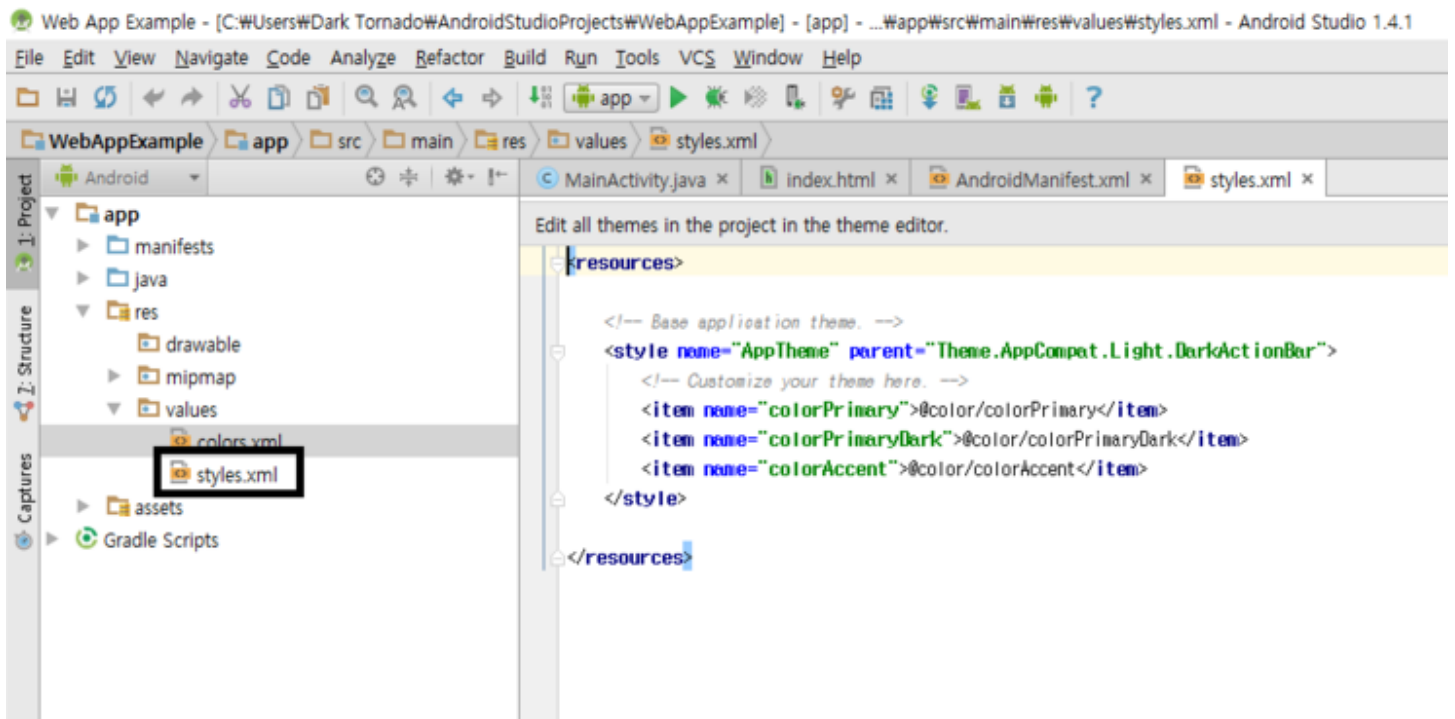 Web App Example - [C:₩Users₩Dark Tornado₩AndroidStudioProjects₩WebAppExample] - [app] - ...₩app₩src₩main₩res₩values₩styles.xml - Android Studio 1.4.1
File Edit View Navigate Code Analyze Refactor Build Run Tools VCS Window Help
app
WebAppExample app src main res values styles.xml
1: Project
7: Structure
Captures
Android
app
manifests
java
res
drawable
mipmap
values
colors.xml
styles.xml
assets
Gradle Scripts
MainActivity.java × index.html × AndroidManifest.xml × styles.xml ×
Edit all themes in the project in the theme editor.
<resources>
<!-- Base application theme. -->
<style name="AppTheme" parent="Theme.AppCompat.Light.DarkActionBar">
<!-- Customize your theme here. -->
<item name="colorPrimary">@color/colorPrimary</item>
<item name="colorPrimaryDark">@color/colorPrimaryDark</item>
<item name="colorAccent">@color/colorAccent</item>
</style>
</resources>